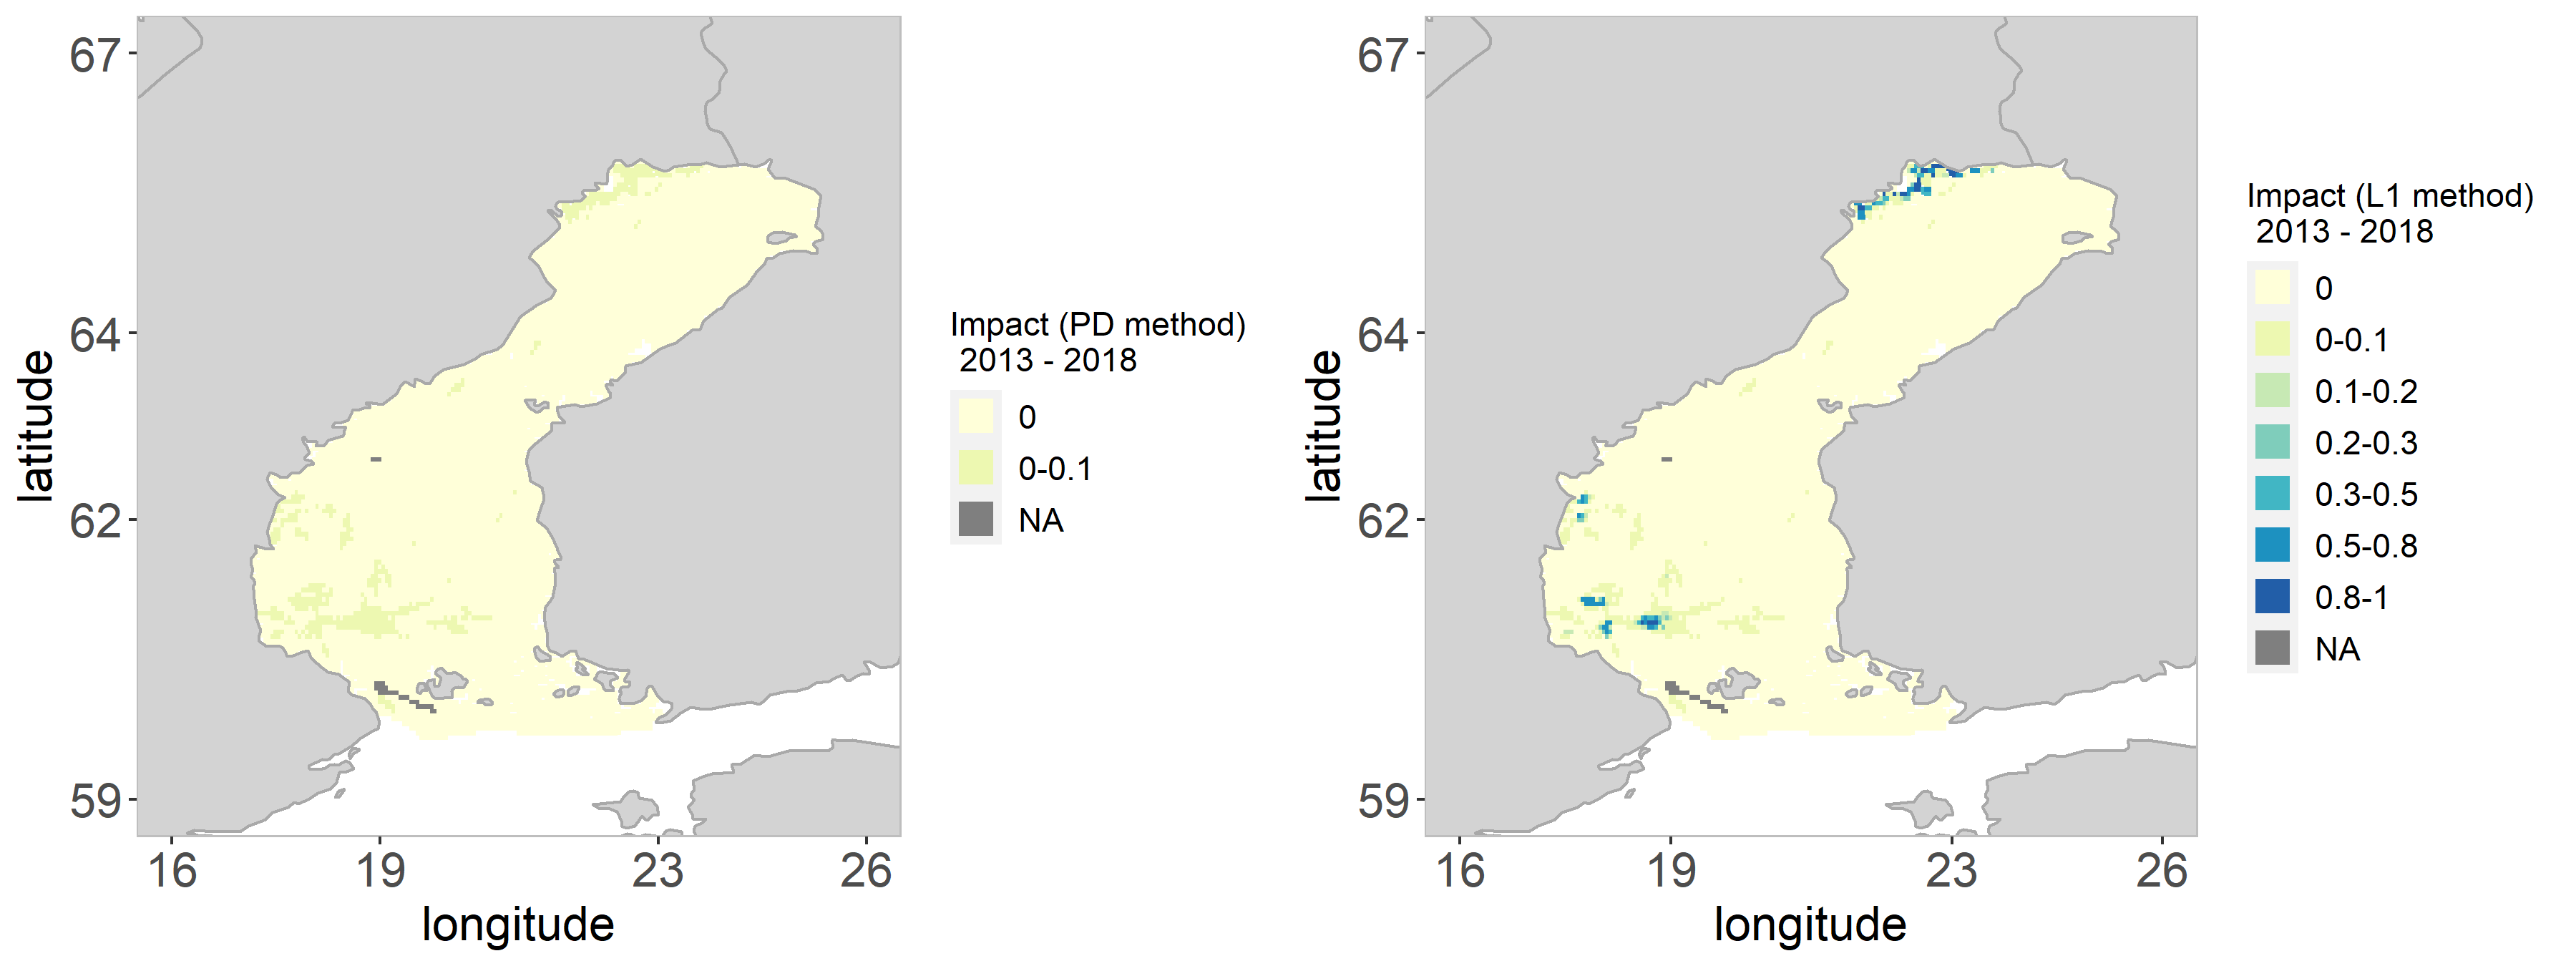 67
64
62
59
latitude
16
19
23
26
longitude
Impact (PD method)
2013 - 2018
0
0-0.1
NA
67
64
62
59
latitude
16
19
23
26
longitude
Impact (L1 method)
2013 - 2018
0
0-0.1
0.1-0.2
0.2-0.3
0.3-0.5
0.5-0.8
0.8-1
NA